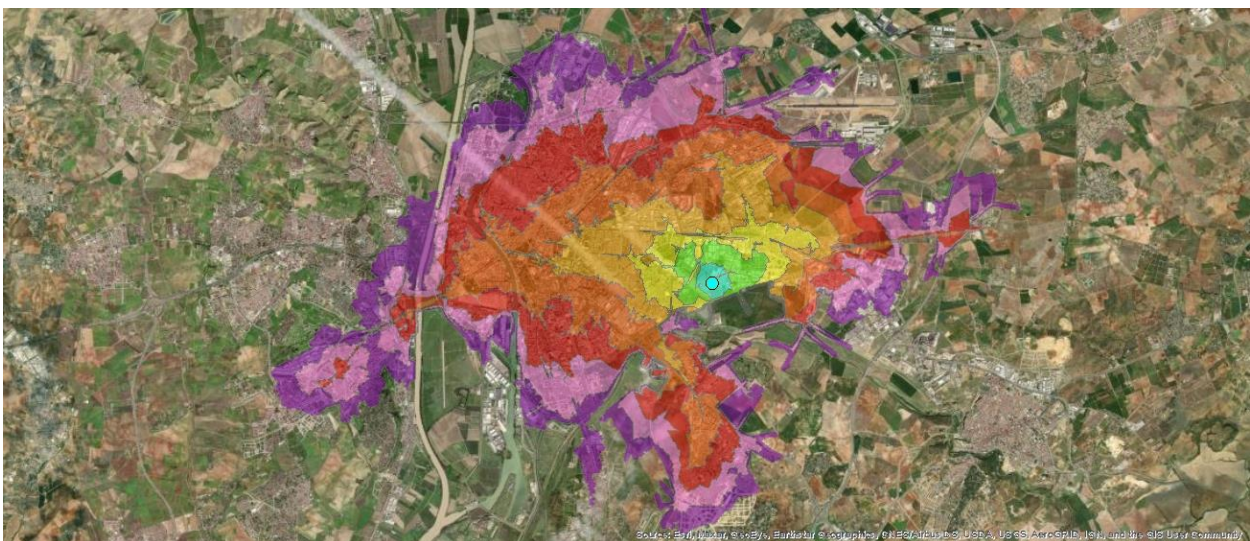 Source: Esri, Maxar, GeoEye, Earthstar Geographics, CNES/Airbus DS, USDA, USGS, AeroGRID, IGN, and the GIS User Community